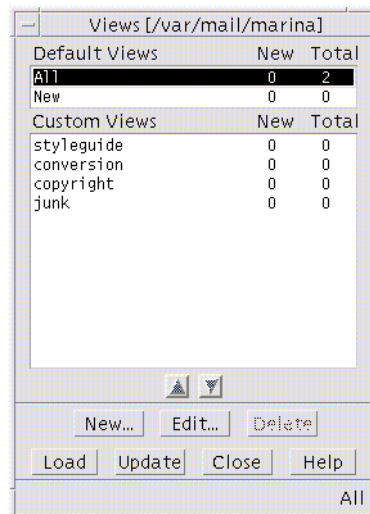 Views [/var/mail/marina]
Default Views New Total
All 0 2
New 0 0
Custom Views New Total
styleguide 0 0
conversion 0 0
copyright 0 0
junk 0 0
New... Edit... Delete
Load Update Close Help
All